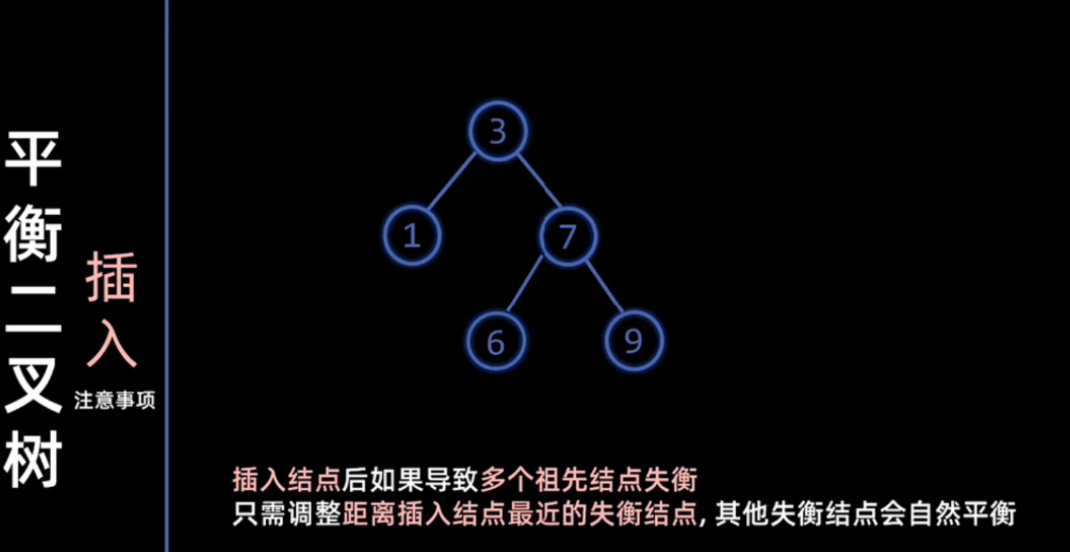 平衡二叉树
插入
注意事项
3
1
7
6
9
插入结点后如果导致多个祖先结点失衡
只需调整距离插入结点最近的失衡结点, 其他失衡结点会自然平衡